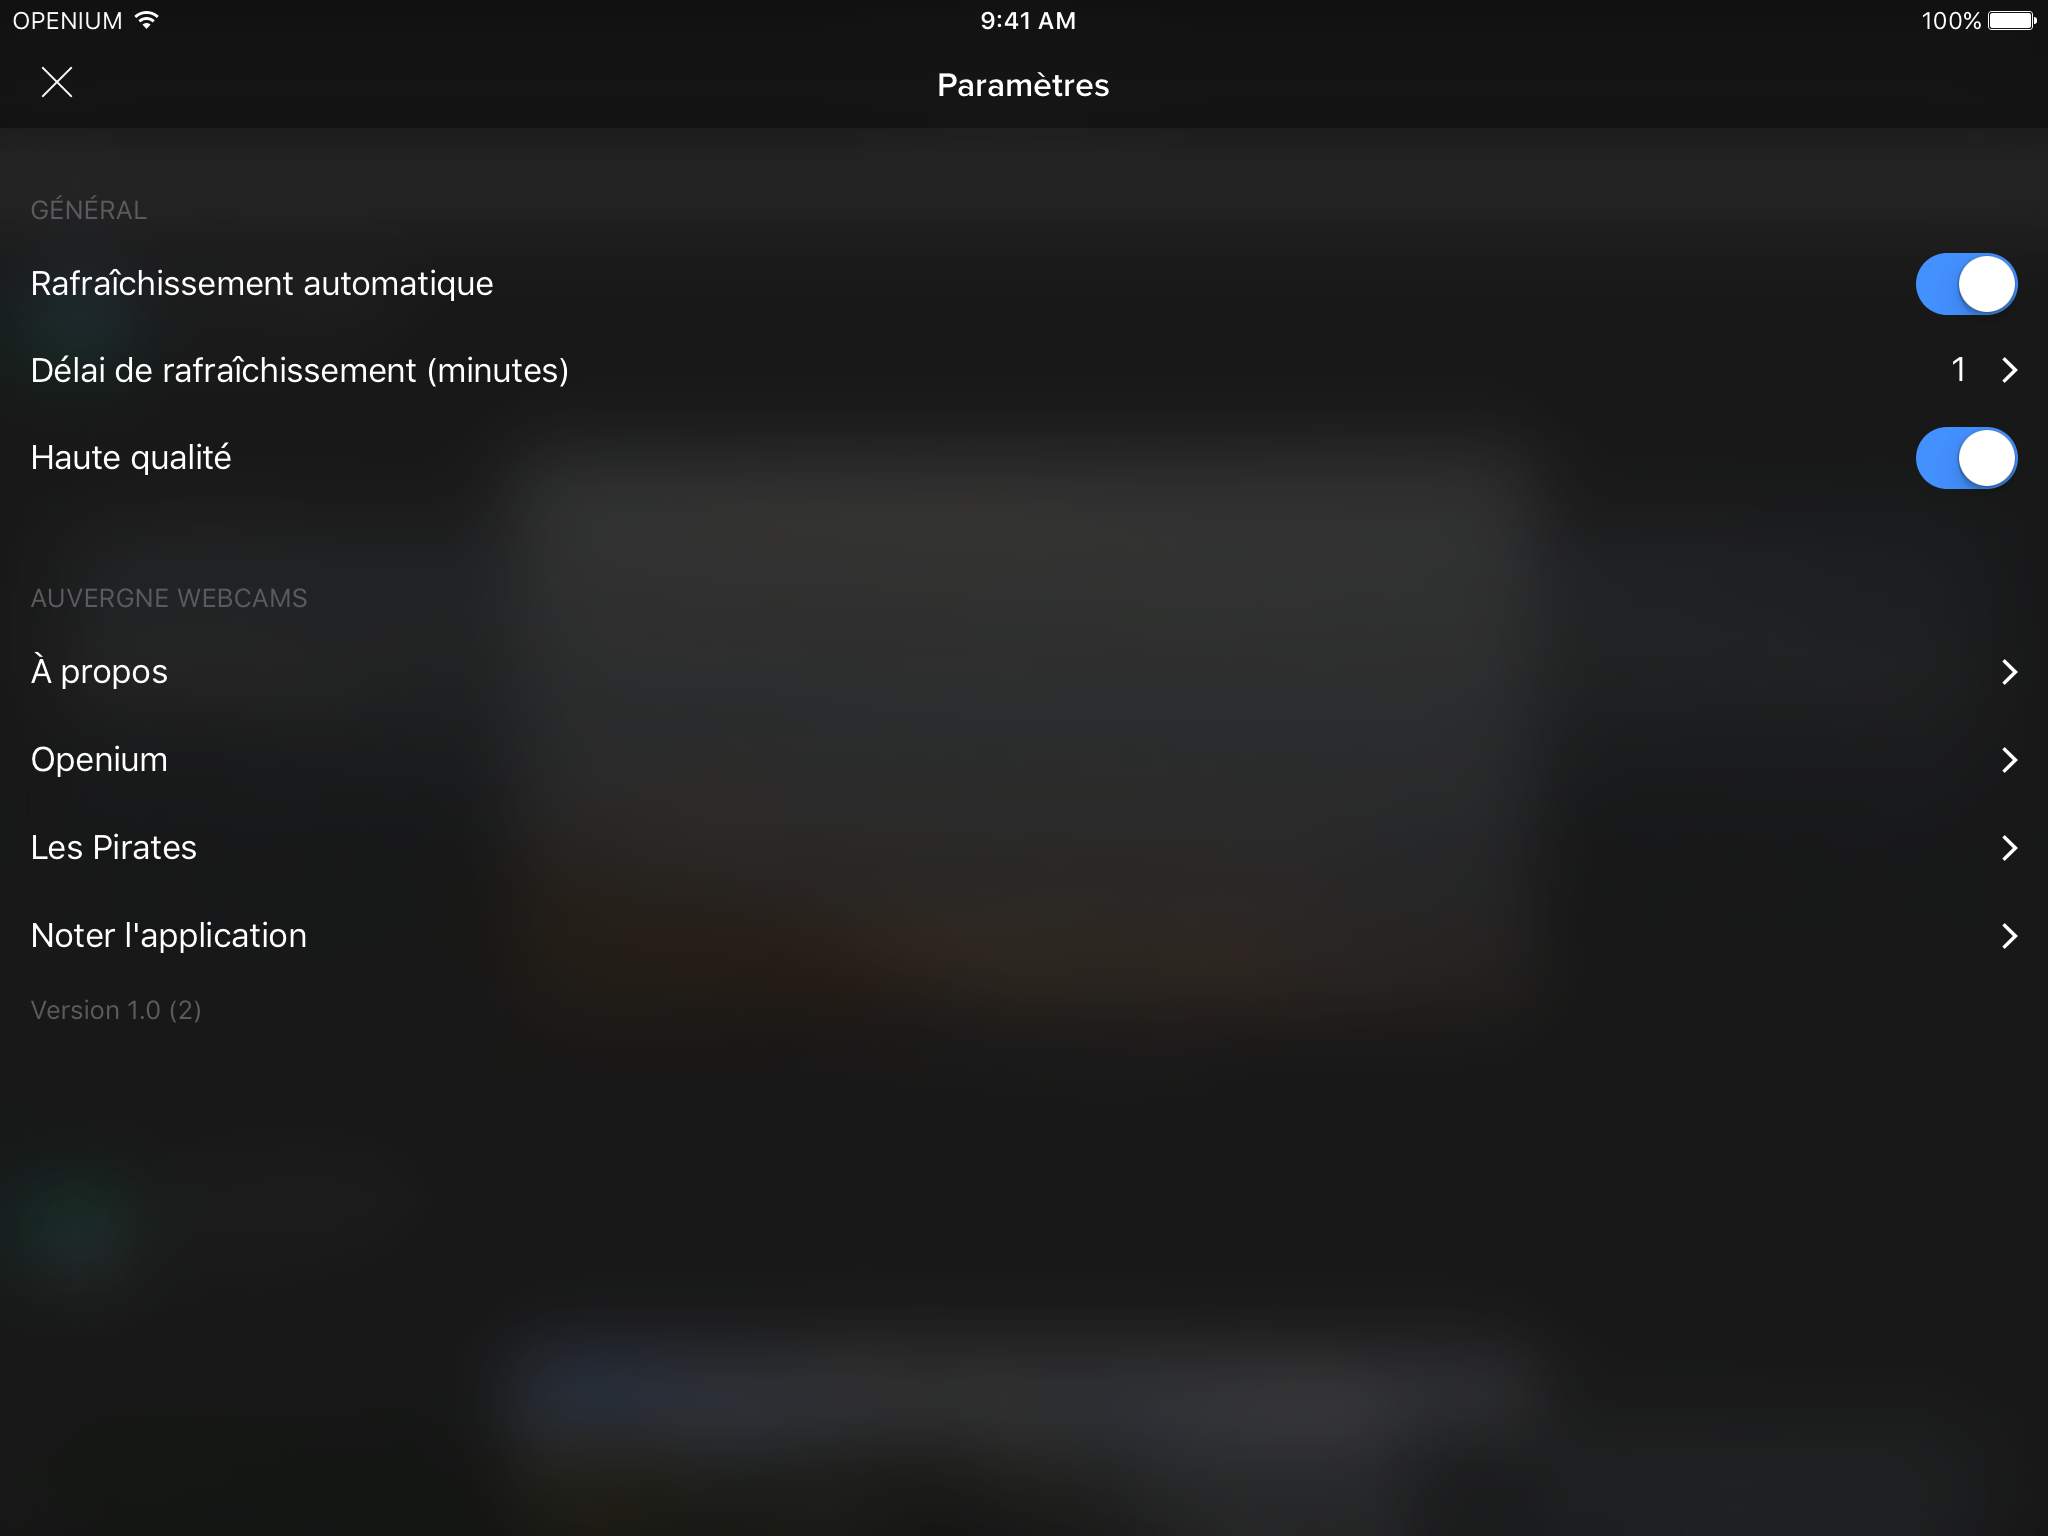 OPENIUM 9:41 AM 100%
Paramètres
GÉNÉRAL
Rafraîchissement automatique
Délai de rafraîchissement (minutes) 1
Haute qualité
AUVERGNE WEBCAMS
À propos
Openium
Les Pirates
Noter l'application
Version 1.0 (2)